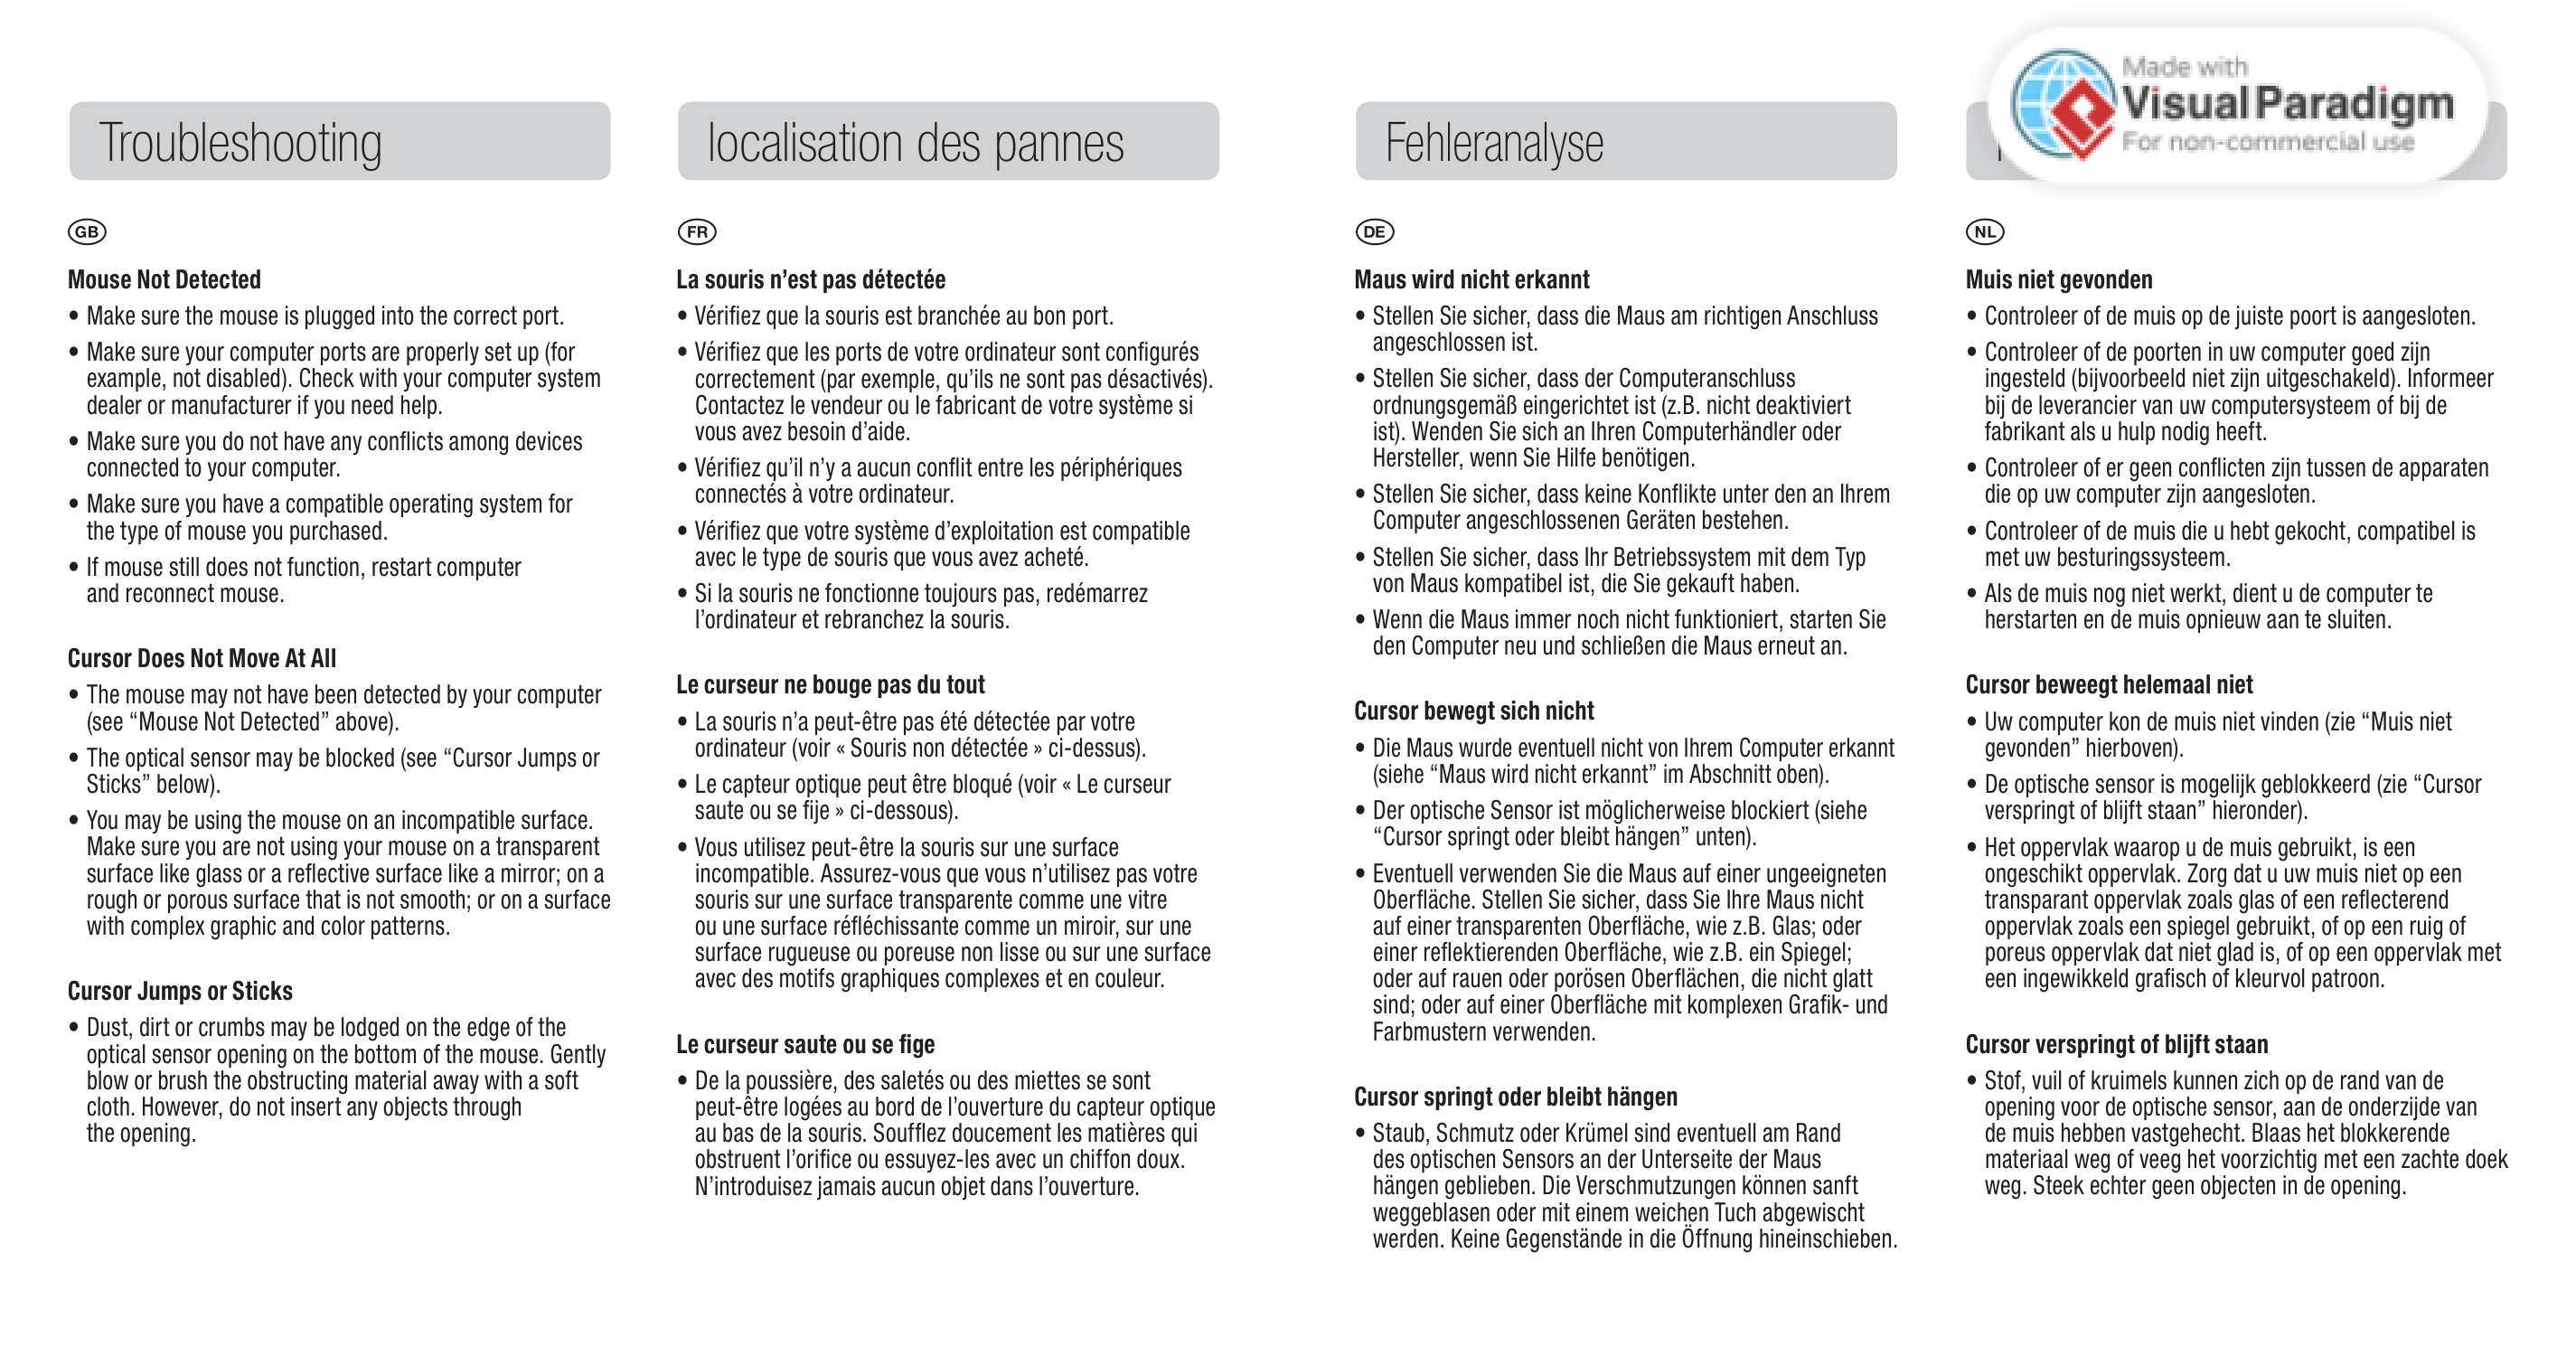 Made with
Visual Paradigm
For non-commercial use
Troubleshooting
GB
Mouse Not Detected
• Make sure the mouse is plugged into the correct port.
• Make sure your computer ports are properly set up (for
example, not disabled). Check with your computer system
dealer or manufacturer if you need help.
• Make sure you do not have any conflicts among devices
connected to your computer.
• Make sure you have a compatible operating system for
the type of mouse you purchased.
• If mouse still does not function, restart computer
and reconnect mouse.
Cursor Does Not Move At All
• The mouse may not have been detected by your computer
(see “Mouse Not Detected” above).
• The optical sensor may be blocked (see “Cursor Jumps or
Sticks” below).
• You may be using the mouse on an incompatible surface.
Make sure you are not using your mouse on a transparent
surface like glass or a reflective surface like a mirror; on a
rough or porous surface that is not smooth; or on a surface
with complex graphic and color patterns.
Cursor Jumps or Sticks
• Dust, dirt or crumbs may be lodged on the edge of the
optical sensor opening on the bottom of the mouse. Gently
blow or brush the obstructing material away with a soft
cloth. However, do not insert any objects through
the opening.
localisation des pannes
FR
La souris n’est pas détectée
• Vérifiez que la souris est branchée au bon port.
• Vérifiez que les ports de votre ordinateur sont configurés
correctement (par exemple, qu’ils ne sont pas désactivés).
Contactez le vendeur ou le fabricant de votre système si
vous avez besoin d’aide.
• Vérifiez qu’il n’y a aucun conflit entre les périphériques
connectés à votre ordinateur.
• Vérifiez que votre système d’exploitation est compatible
avec le type de souris que vous avez acheté.
• Si la souris ne fonctionne toujours pas, redémarrez
l’ordinateur et rebranchez la souris.
Le curseur ne bouge pas du tout
• La souris n’a peut-être pas été détectée par votre
ordinateur (voir « Souris non détectée » ci-dessus).
• Le capteur optique peut être bloqué (voir « Le curseur
saute ou se fije » ci-dessous).
• Vous utilisez peut-être la souris sur une surface
incompatible. Assurez-vous que vous n’utilisez pas votre
souris sur une surface transparente comme une vitre
ou une surface réfléchissante comme un miroir, sur une
surface rugueuse ou poreuse non lisse ou sur une surface
avec des motifs graphiques complexes et en couleur.
Le curseur saute ou se fige
• De la poussière, des saletés ou des miettes se sont
peut-être logées au bord de l’ouverture du capteur optique
au bas de la souris. Soufflez doucement les matières qui
obstruent l’orifice ou essuyez-les avec un chiffon doux.
N’introduisez jamais aucun objet dans l’ouverture.
Fehleranalyse
DE
Maus wird nicht erkannt
• Stellen Sie sicher, dass die Maus am richtigen Anschluss
angeschlossen ist.
• Stellen Sie sicher, dass der Computeranschluss
ordnungsgemäß eingerichtet ist (z.B. nicht deaktiviert
ist). Wenden Sie sich an Ihren Computerhändler oder
Hersteller, wenn Sie Hilfe benötigen.
• Stellen Sie sicher, dass keine Konflikte unter den an Ihrem
Computer angeschlossenen Geräten bestehen.
• Stellen Sie sicher, dass Ihr Betriebssystem mit dem Typ
von Maus kompatibel ist, die Sie gekauft haben.
• Wenn die Maus immer noch nicht funktioniert, starten Sie
den Computer neu und schließen die Maus erneut an.
Cursor bewegt sich nicht
• Die Maus wurde eventuell nicht von Ihrem Computer erkannt
(siehe “Maus wird nicht erkannt” im Abschnitt oben).
• Der optische Sensor ist möglicherweise blockiert (siehe
“Cursor springt oder bleibt hängen” unten).
• Eventuell verwenden Sie die Maus auf einer ungeeigneten
Oberfläche. Stellen Sie sicher, dass Sie Ihre Maus nicht
auf einer transparenten Oberfläche, wie z.B. Glas; oder
einer reflektierenden Oberfläche, wie z.B. ein Spiegel;
oder auf rauen oder porösen Oberflächen, die nicht glatt
sind; oder auf einer Oberfläche mit komplexen Grafik- und
Farbmustern verwenden.
Cursor springt oder bleibt hängen
• Staub, Schmutz oder Krümel sind eventuell am Rand
des optischen Sensors an der Unterseite der Maus
hängen geblieben. Die Verschmutzungen können sanft
weggeblasen oder mit einem weichen Tuch abgewischt
werden. Keine Gegenstände in die Öffnung hineinschieben.
NL
Muis niet gevonden
• Controleer of de muis op de juiste poort is aangesloten.
• Controleer of de poorten in uw computer goed zijn
ingesteld (bijvoorbeeld niet zijn uitgeschakeld). Informeer
bij de leverancier van uw computersysteem of bij de
fabrikant als u hulp nodig heeft.
• Controleer of er geen conflicten zijn tussen de apparaten
die op uw computer zijn aangesloten.
• Controleer of de muis die u hebt gekocht, compatibel is
met uw besturingssysteem.
• Als de muis nog niet werkt, dient u de computer te
herstarten en de muis opnieuw aan te sluiten.
Cursor beweegt helemaal niet
• Uw computer kon de muis niet vinden (zie “Muis niet
gevonden” hierboven).
• De optische sensor is mogelijk geblokkeerd (zie “Cursor
verspringt of blijft staan” hieronder).
• Het oppervlak waarop u de muis gebruikt, is een
ongeschikt oppervlak. Zorg dat u uw muis niet op een
transparant oppervlak zoals glas of een reflecterend
oppervlak zoals een spiegel gebruikt, of op een ruig of
poreus oppervlak dat niet glad is, of op een oppervlak met
een ingewikkeld grafisch of kleurvol patroon.
Cursor verspringt of blijft staan
• Stof, vuil of kruimels kunnen zich op de rand van de
opening voor de optische sensor, aan de onderzijde van
de muis hebben vastgehecht. Blaas het blokkerende
materiaal weg of veeg het voorzichtig met een zachte doek
weg. Steek echter geen objecten in de opening.